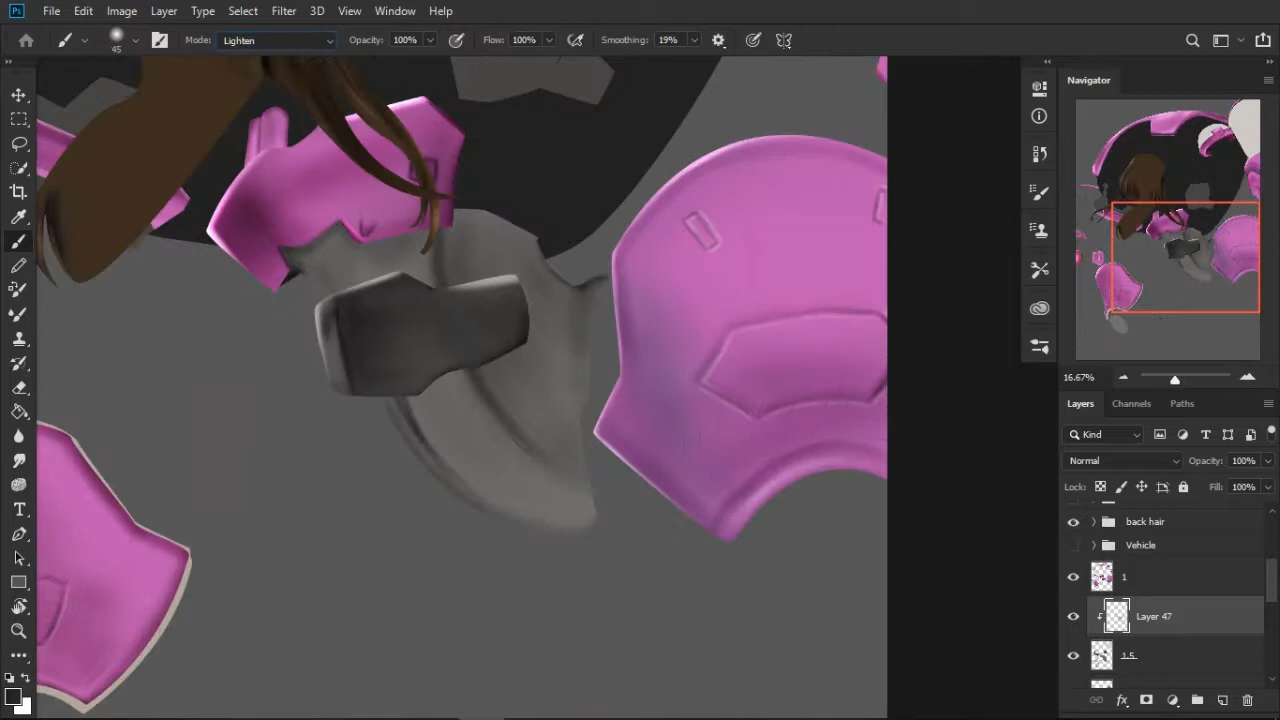 Ps File Edit Image Layer Type Select Filter 3D View Window Help
45 Mode: Lighten Opacity: 100% Flow: 100% Smoothing: 19%
Navigator
16.67%
Layers Channels Paths
Kind T
Normal Opacity: 100%
Lock: Fill: 100%
back hair
Vehicle
1
Layer 47
1.5
fx